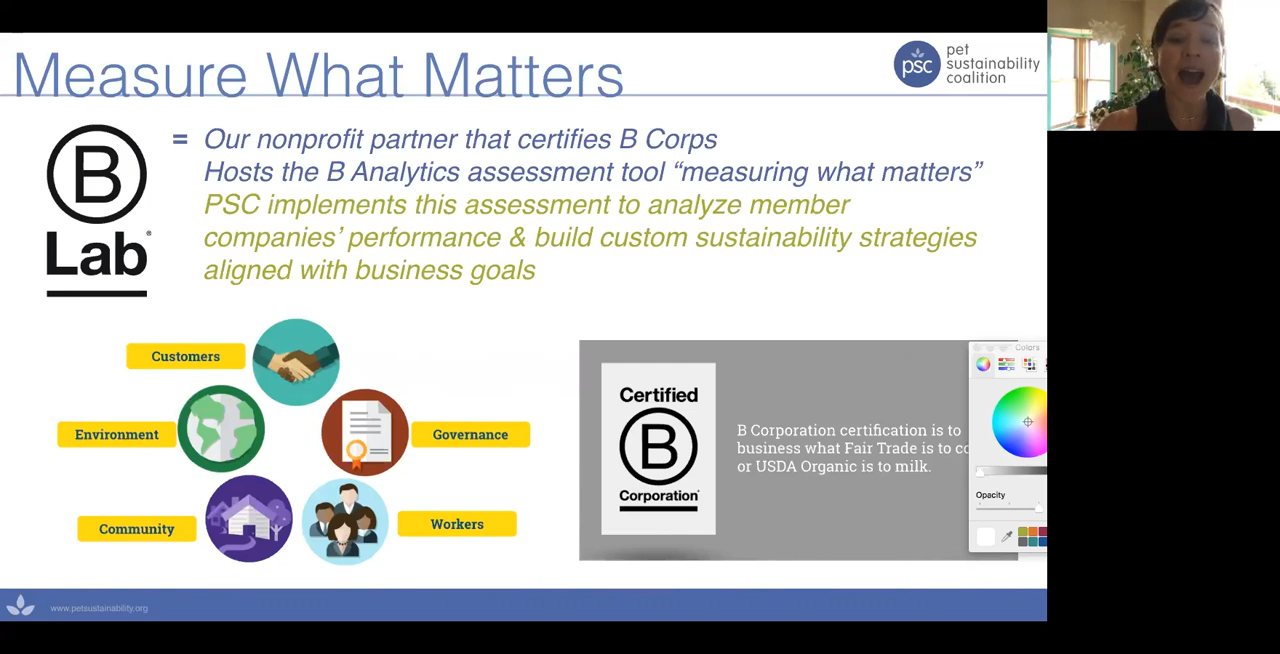 Measure What Matters
psc
pet
sustainability
coalition
B
Lab
®
= Our nonprofit partner that certifies B Corps
Hosts the B Analytics assessment tool “measuring what matters”
PSC implements this assessment to analyze member
companies’ performance & build custom sustainability strategies
aligned with business goals
Customers
Environment
Governance
Community
Workers
Certified
B
Corporation
B Corporation certification is to
business what Fair Trade is to
or USDA Organic is to milk.
Colors
Opacity
www.petsustainability.org